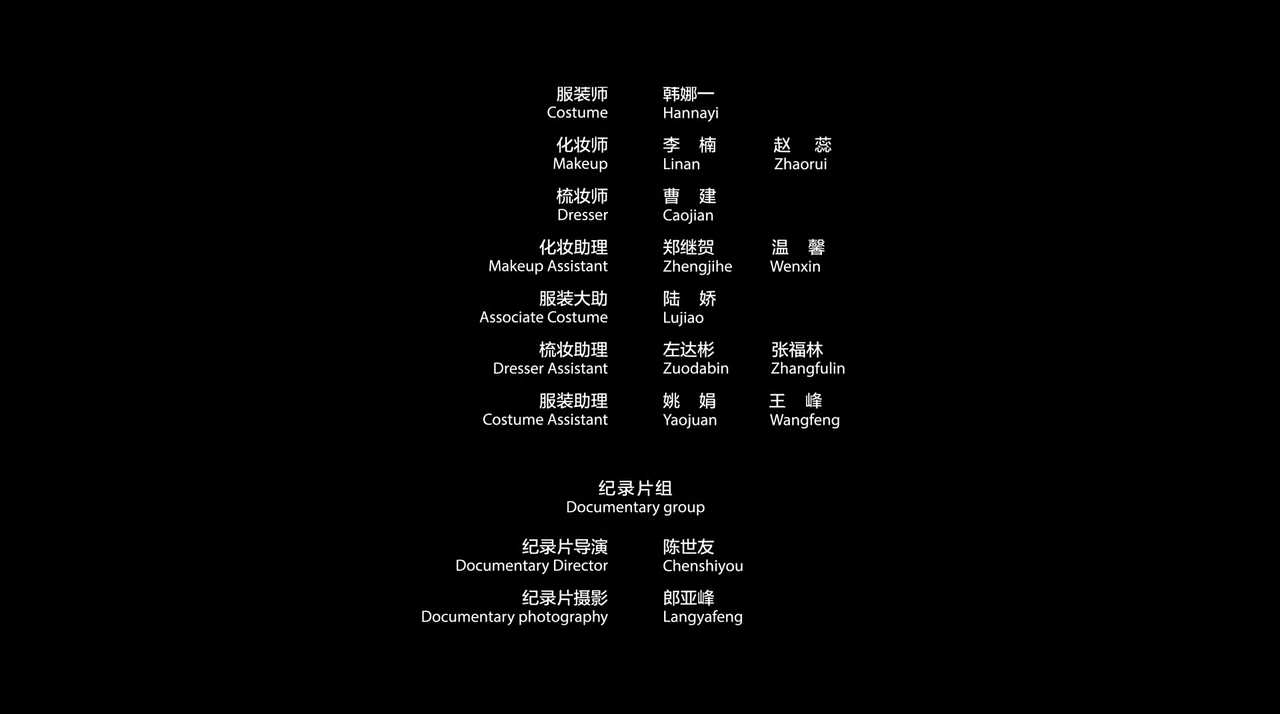 服装师 韩娜一
Costume Hannayi
化妆师 李 楠 赵 蕊
Makeup Linan Zhaorui
梳妆师 曹 建
Dresser Caojian
化妆助理 郑继贺 温 馨
Makeup Assistant Zhengjihe Wenxin
服装大助 陆 娇
Associate Costume Lujiao
梳妆助理 左达彬 张福林
Dresser Assistant Zuodabin Zhangfulin
服装助理 姚 娟 王 峰
Costume Assistant Yaojuan Wangfeng
纪录片组
Documentary group
纪录片导演 陈世友
Documentary Director Chenshiyou
纪录片摄影 郎亚峰
Documentary photography Langyafeng